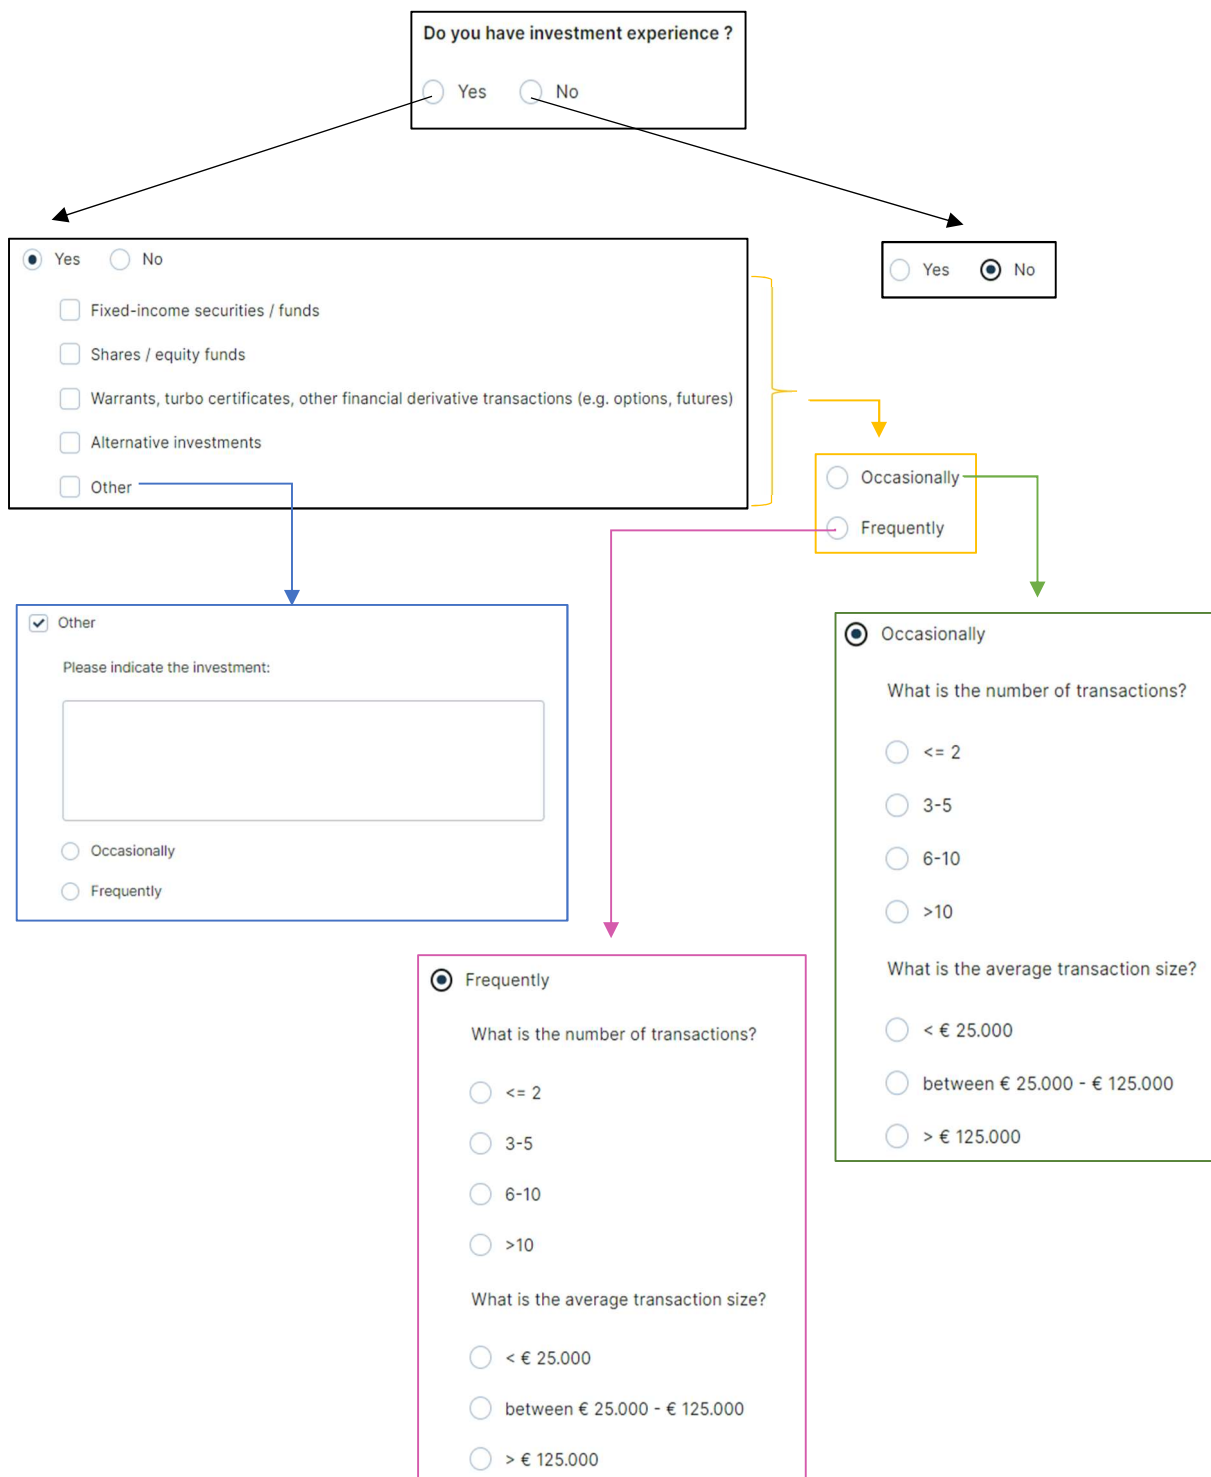 Do you have investment experience ?
Yes No
Yes No
Fixed-income securities / funds
Shares / equity funds
Warrants, turbo certificates, other financial derivative transactions (e.g. options, futures)
Alternative investments
Other
Yes No
Occasionally
Frequently
Other
Please indicate the investment:
Occasionally
Frequently
Occasionally
What is the number of transactions?
<= 2
3-5
6-10
>10
What is the average transaction size?
< € 25.000
between € 25.000 - € 125.000
> € 125.000
Frequently
What is the number of transactions?
<= 2
3-5
6-10
>10
What is the average transaction size?
< € 25.000
between € 25.000 - € 125.000
> € 125.000